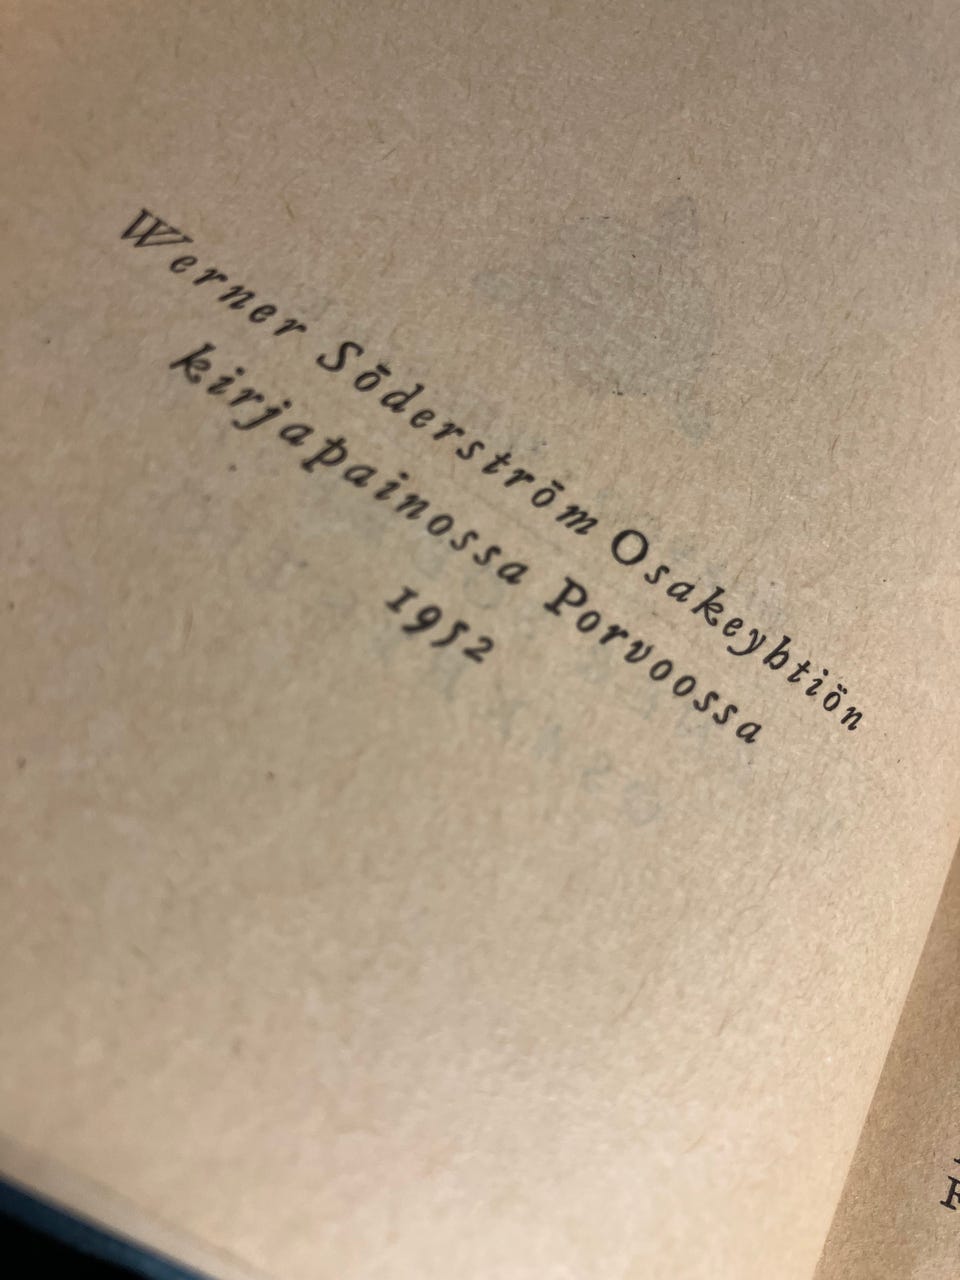 Werner Söderström Osakeyhtiön
kirjapainossa Porvoossa
1952